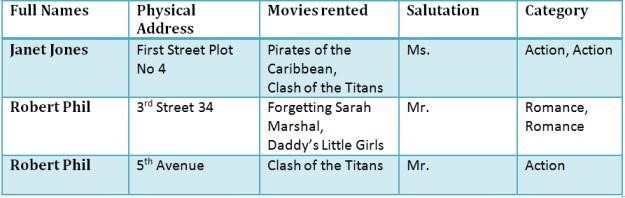 Full Names Physical Address Movies rented Salutation Category
Janet Jones First Street Plot No 4 Pirates of the Caribbean, Clash of the Titans Ms. Action, Action
Robert Phil 3rd Street 34 Forgetting Sarah Marshal, Daddy's Little Girls Mr. Romance, Romance
Robert Phil 5th Avenue Clash of the Titans Mr. Action